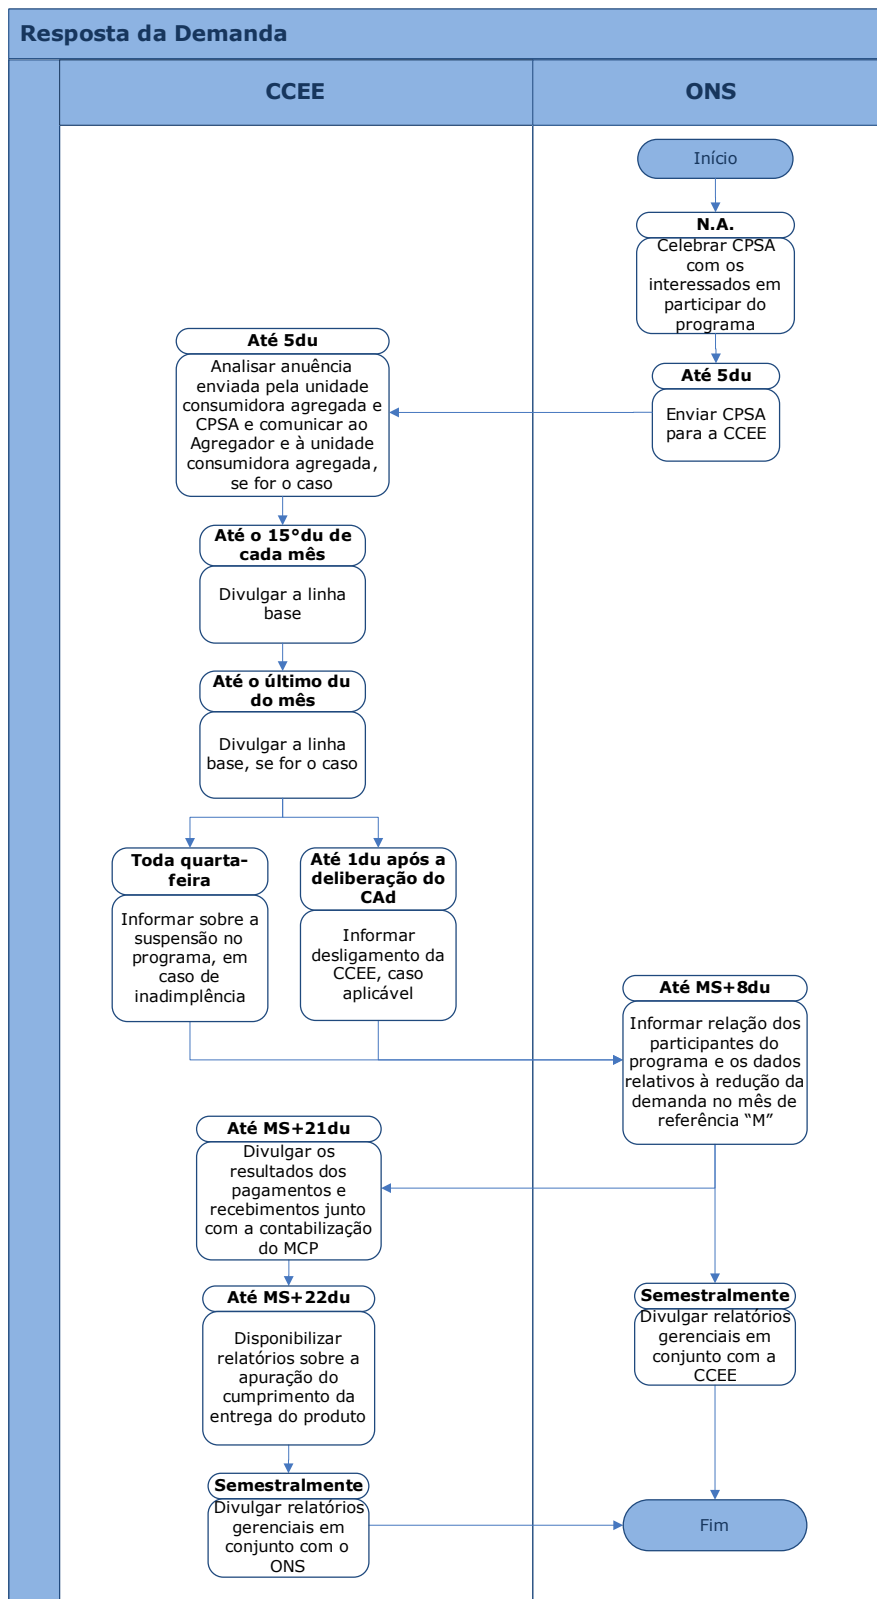 Resposta da Demanda
CCEE
ONS
Início
N.A.
Celebrar CPSA
com os
interessados em
participar do
programa
Até 5du
Enviar CPSA
para a CCEE
Até 5du
Analisar anuência
enviada pela unidade
consumidora agregada e
CPSA e comunicar ao
Agregador e à unidade
consumidora agregada,
se for o caso
Até o 15°du de
cada mês
Divulgar a linha
base
Até o último du
do mês
Divulgar a linha
base, se for o caso
Toda quarta-
feira
Informar sobre a
suspensão no
programa, em
caso de
inadimplência
Até 1du após a
deliberação do
CAd
Informar
desligamento da
CCEE, caso
aplicável
Até MS+8du
Informar relação dos
participantes do
programa e os dados
relativos à redução da
demanda no mês de
referência “M”
Até MS+21du
Divulgar os
resultados dos
pagamentos e
recebimentos junto
com a contabilização
do MCP
Até MS+22du
Disponibilizar
relatórios sobre a
apuração do
cumprimento da
entrega do produto
Semestralmente
Divulgar relatórios
gerenciais em
conjunto com a
CCEE
Semestralmente
Divulgar relatórios
gerenciais em
conjunto com o
ONS
Fim